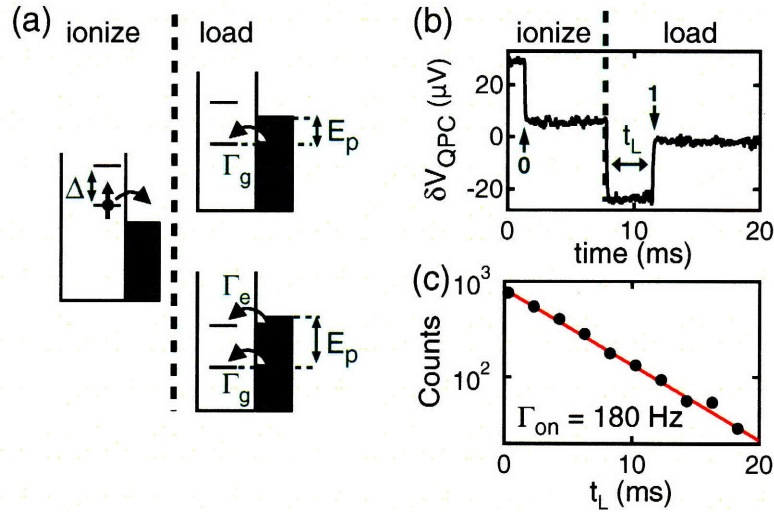 (a) ionize load
Δ
E_p
Γ_g
Γ_e
E_p
Γ_g
(b) ionize load
δV_QPC (μV)
20
0
-20
0
t_L
1
0 10 20
time (ms)
(c)
Counts
10^3
10^2
Γ_on = 180 Hz
0 10 20
t_L (ms)